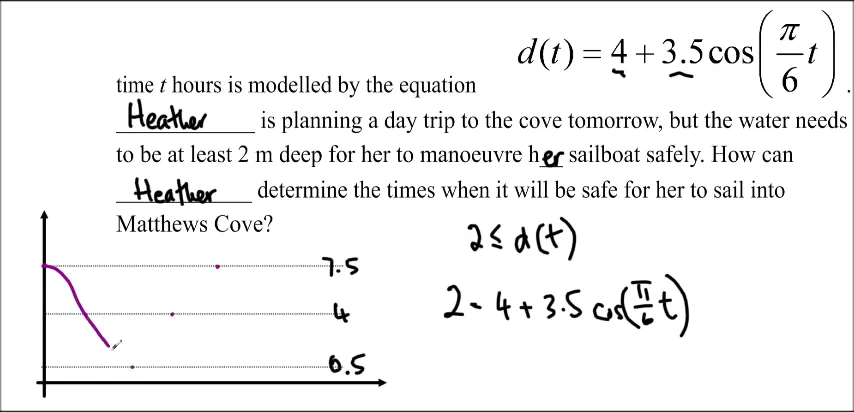 d(t) = 4 + 3.5 cos(π/6 t).
time t hours is modelled by the equation
Heather is planning a day trip to the cove tomorrow, but the water needs
to be at least 2 m deep for her to manoeuvre her sailboat safely. How can
Heather determine the times when it will be safe for her to sail into
Matthews Cove?
2 ≤ d(t)
7.5
2 - 4 + 3.5 cos(π/6 t)
4
0.5